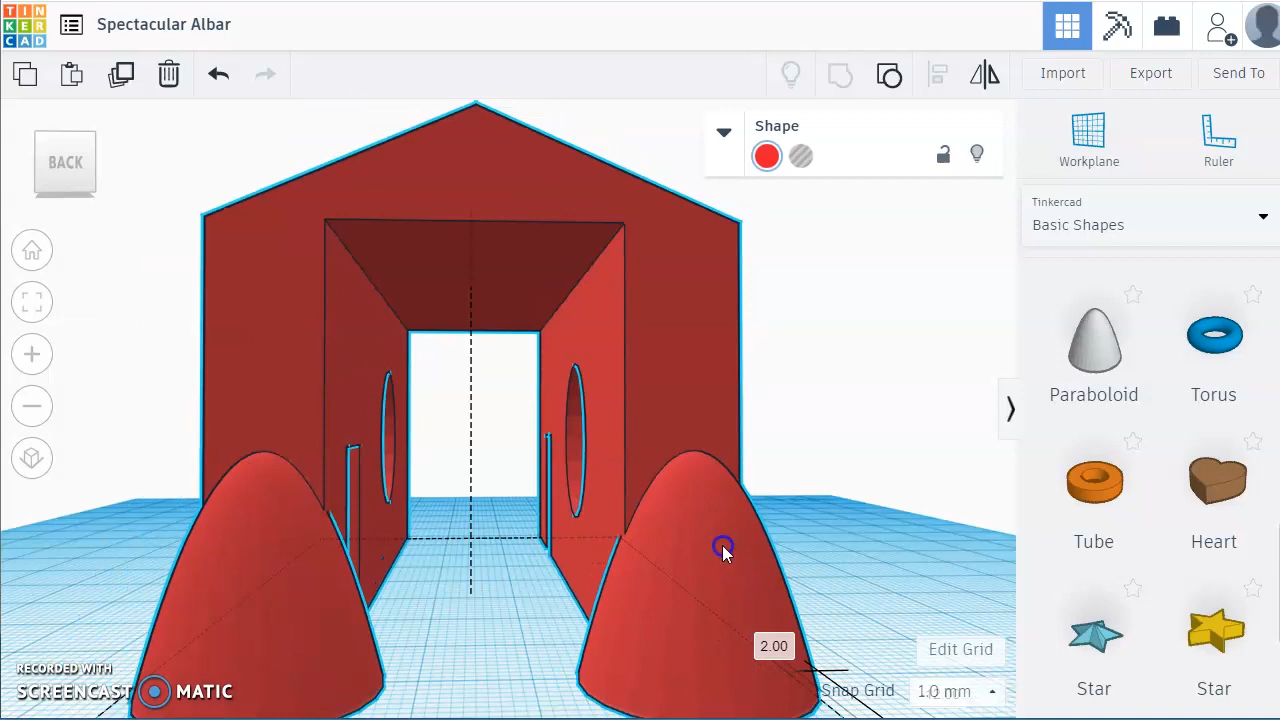 TIN
KER
CAD
Spectacular Albar
Import
Export
Send To
BACK
Shape
Workplane
Ruler
Tinkercad
Basic Shapes
Paraboloid
Torus
Tube
Heart
Star
Star
2.00
Edit Grid
Snap Grid
1.0 mm
RECORDED WITH
SCREENCAST MATIC